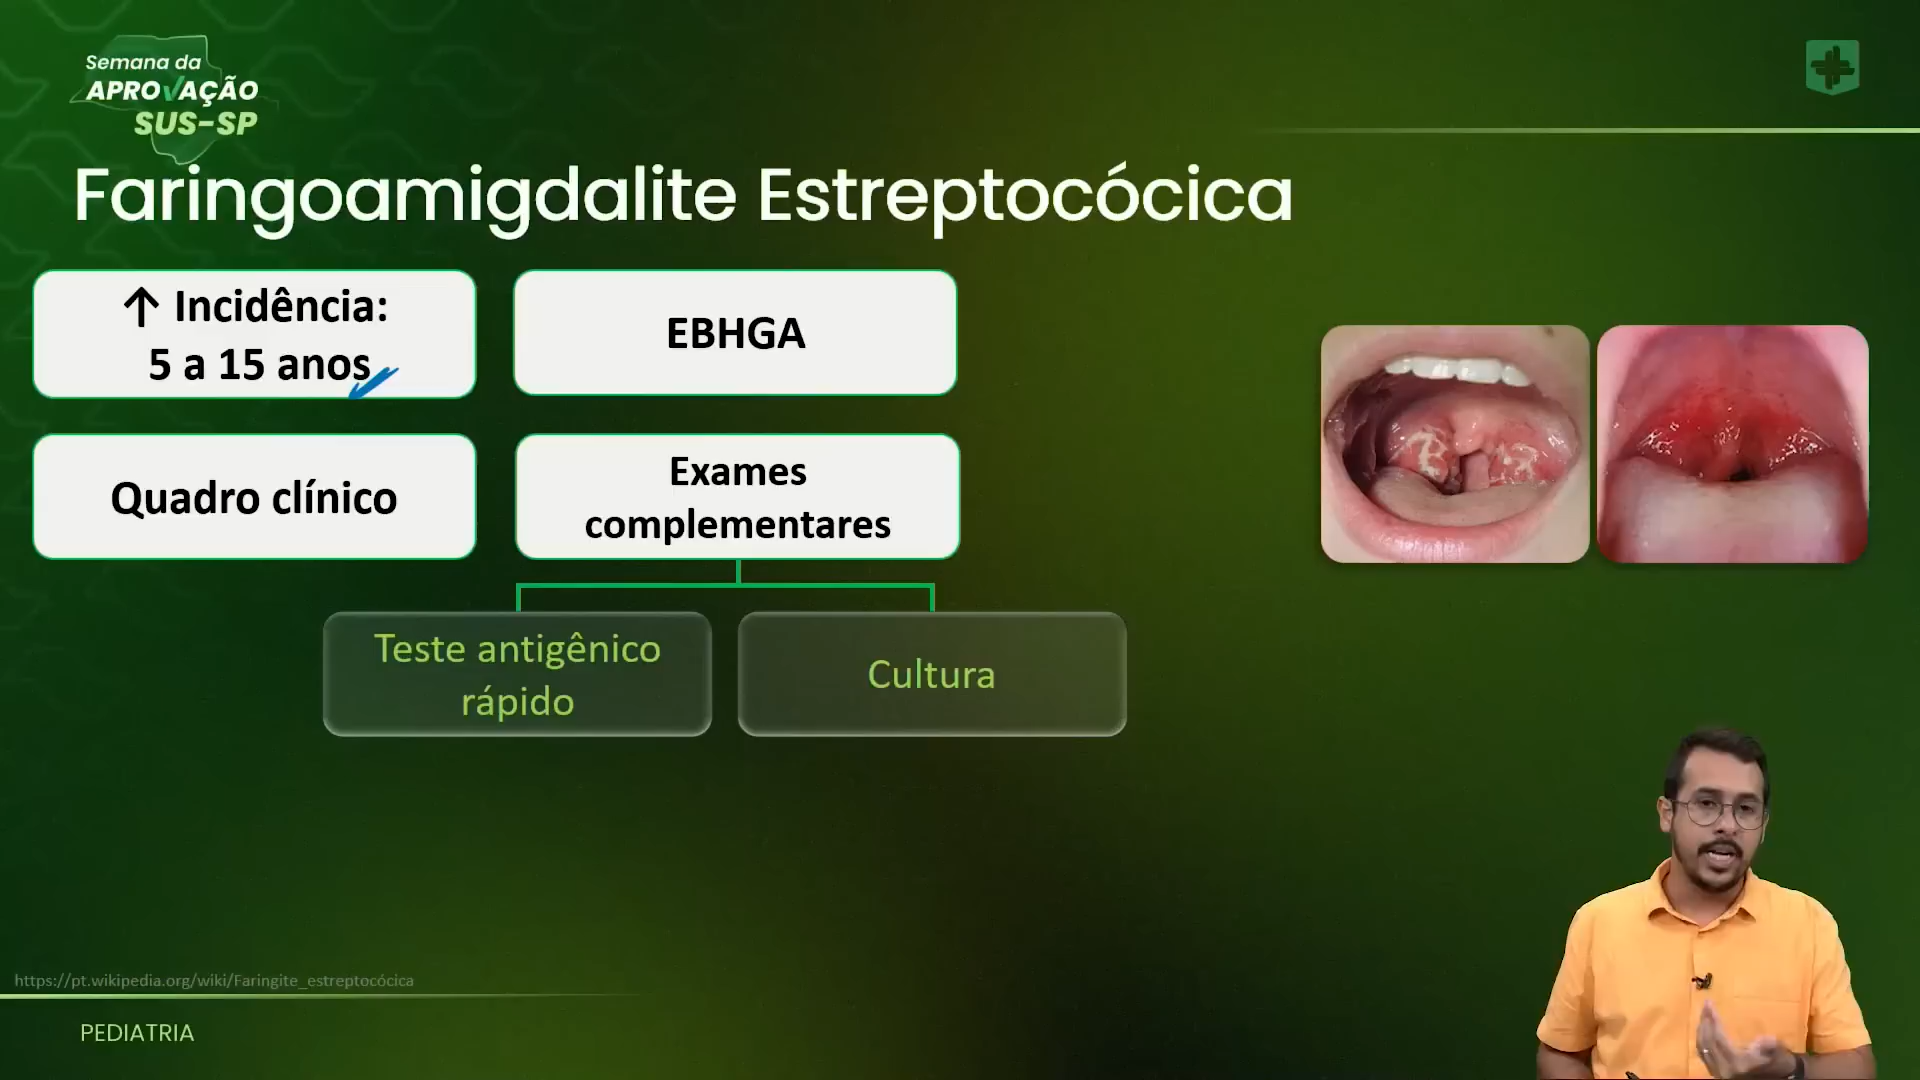 Semana da
APROVAÇÃO
SUS-SP
Faringoamigdalite Estreptocócica
↑ Incidência:
5 a 15 anos
EBHGA
Quadro clínico
Exames
complementares
Teste antigênico
rápido
Cultura
https://pt.wikipedia.org/wiki/Faringite_estreptocócica
PEDIATRIA